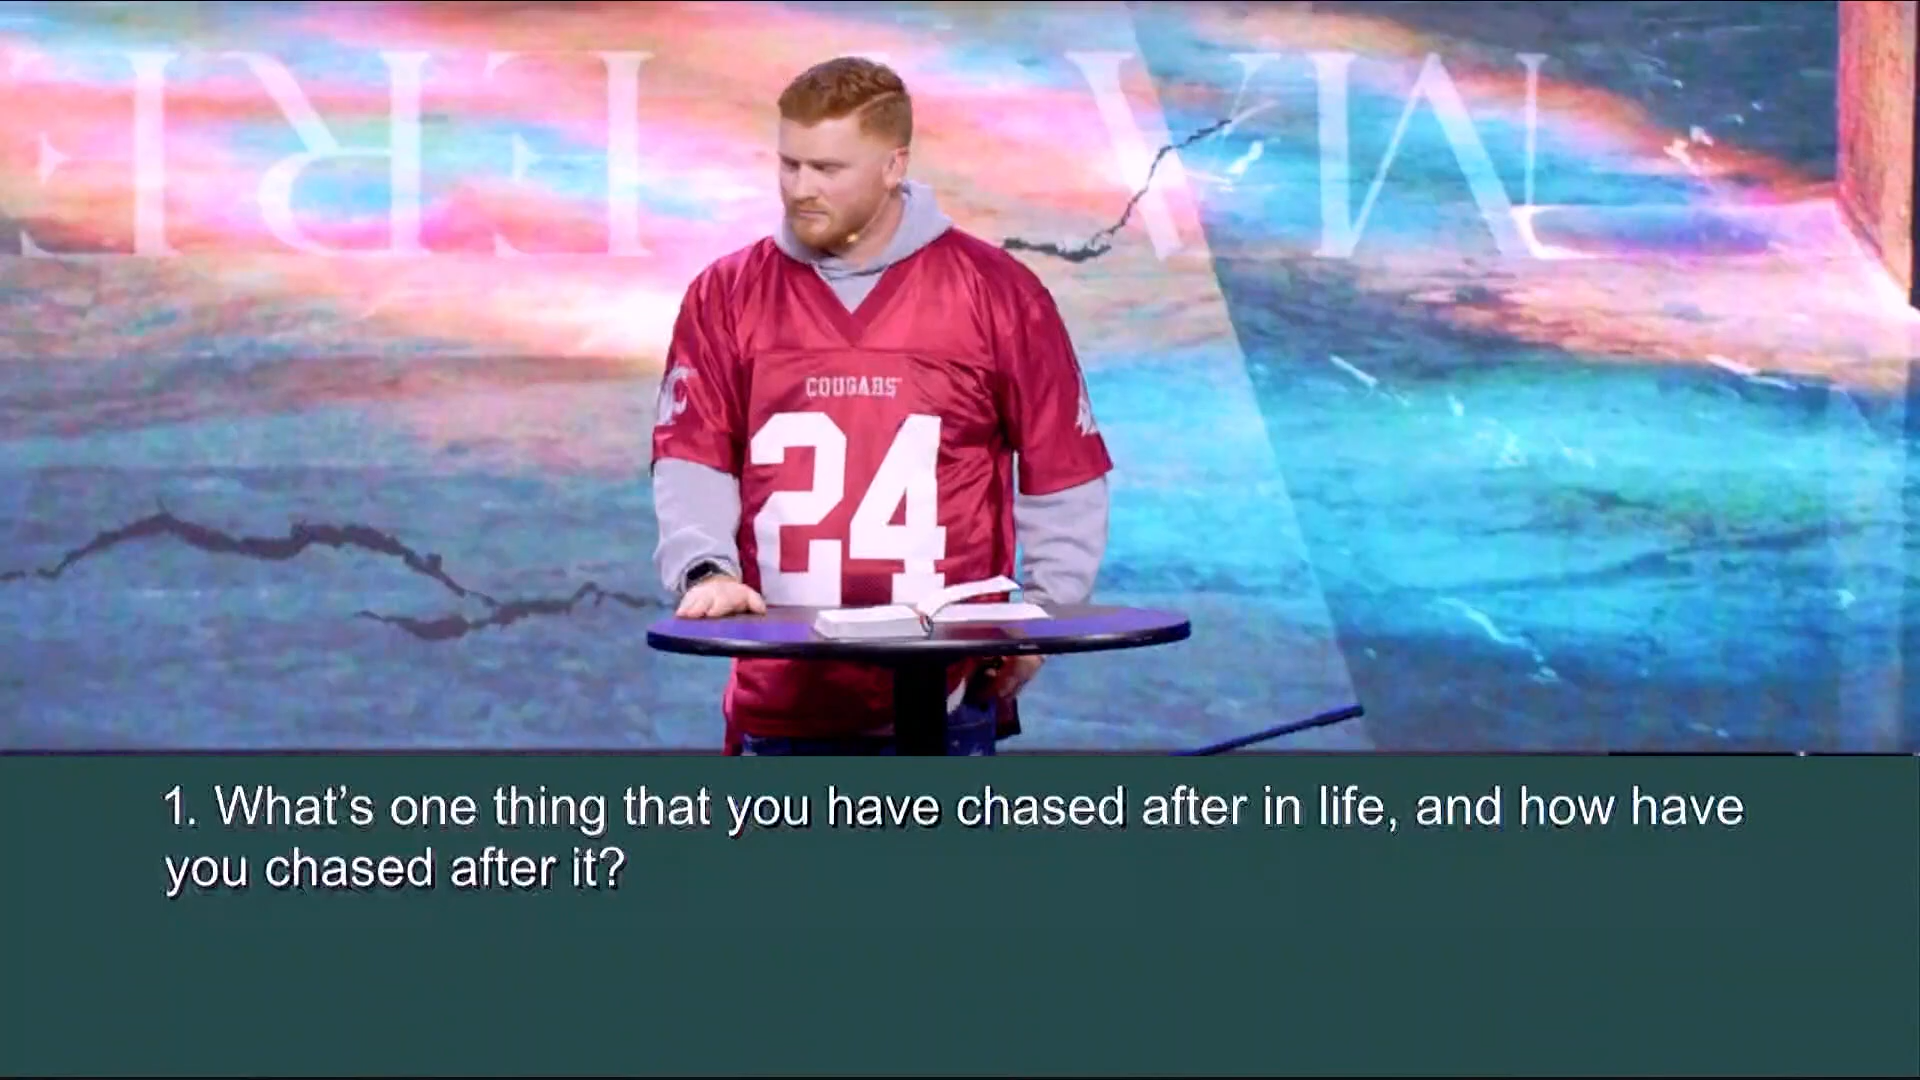 COUGARS
24
1. What's one thing that you have chased after in life, and how have
you chased after it?